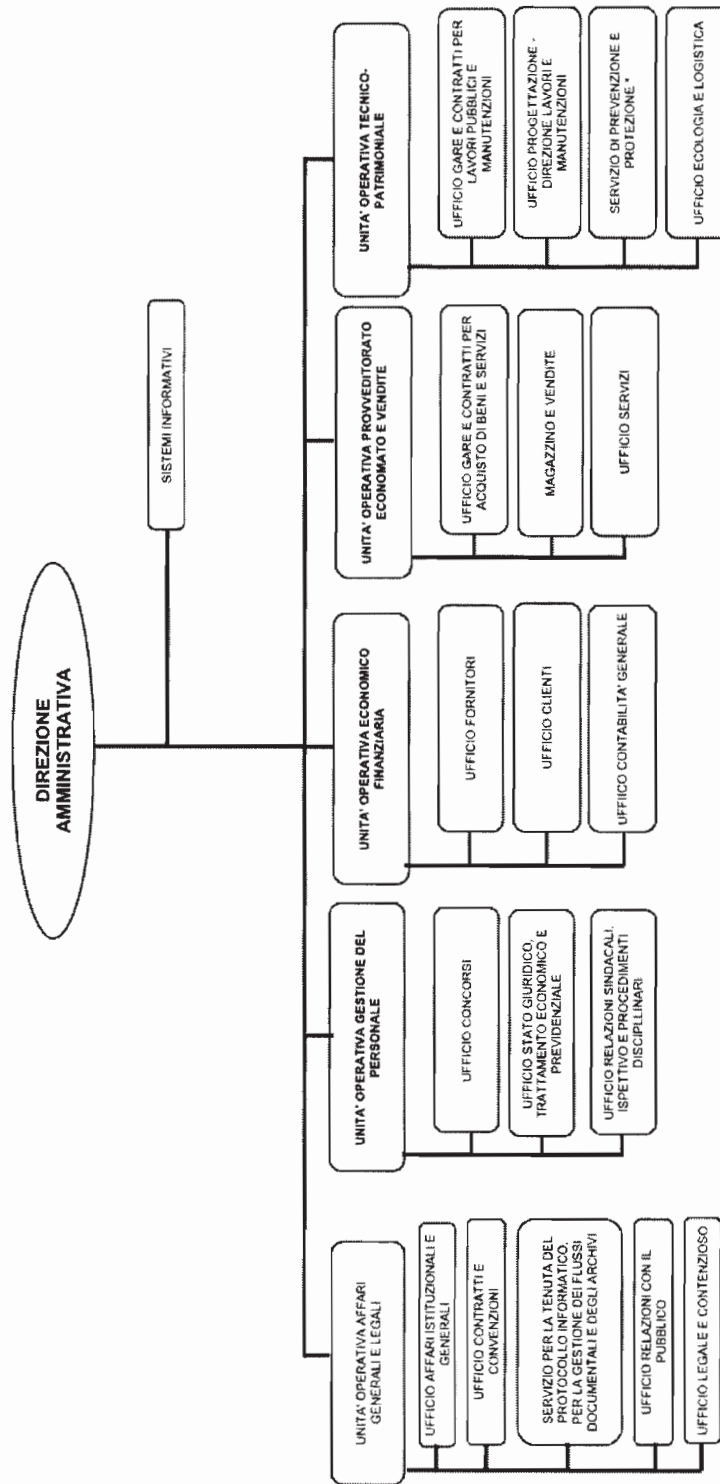 DIREZIONE
AMMINISTRATIVA
SISTEMI INFORMATIVI
UNITA' OPERATIVA AFFARI
GENERALI E LEGALI
UFFICIO AFFARI ISTITUZIONALI E
GENERALI
UFFICIO CONTRATTI E
CONVENZIONI
SERVIZIO PER LA TENUTA DEL
PROTOCOLLO INFORMATICO,
PER LA GESTIONE DEI FLUSSI
DOCUMENTALI E DEGLI ARCHIVI
UFFICIO RELAZIONI CON IL
PUBBLICO
UFFICIO LEGALE E CONTENZIOSO
UNITA' OPERATIVA GESTIONE DEL
PERSONALE
UFFICIO CONCORSI
UFFICIO STATO GIURIDICO,
TRATTAMENTO ECONOMICO E
PREVIDENZIALE
UFFICIO RELAZIONI SINDACALI,
ISPETTIVO E PROCEDIMENTI
DISCIPLLINARI
UNITA' OPERATIVA ECONOMICO
FINANZIARIA
UFFICIO FORNITORI
UFFICIO CLIENTI
UFFIICO CONTABILITA' GENERALE
UNITA' OPERATIVA PROVVEDITORATO
ECONOMATO E VENDITE
UFFICIO GARE E CONTRATTI PER
ACQUISTO DI BENI E SERVIZI
MAGAZZINO E VENDITE
UFFICIO SERVIZI
UNITA' OPERATIVA TECNICO-
PATRIMONIALE
UFFICIO GARE E CONTRATTI PER
LAVORI PUBBLICI E
MANUTENZIONI
UFFICIO PROGETTAZIONE -
DIREZIONE LAVORI E
MANUTENZIONI
SERVIZIO DI PREVENZIONE E
PROTEZIONE *
UFFICIO ECOLOGIA E LOGISTICA